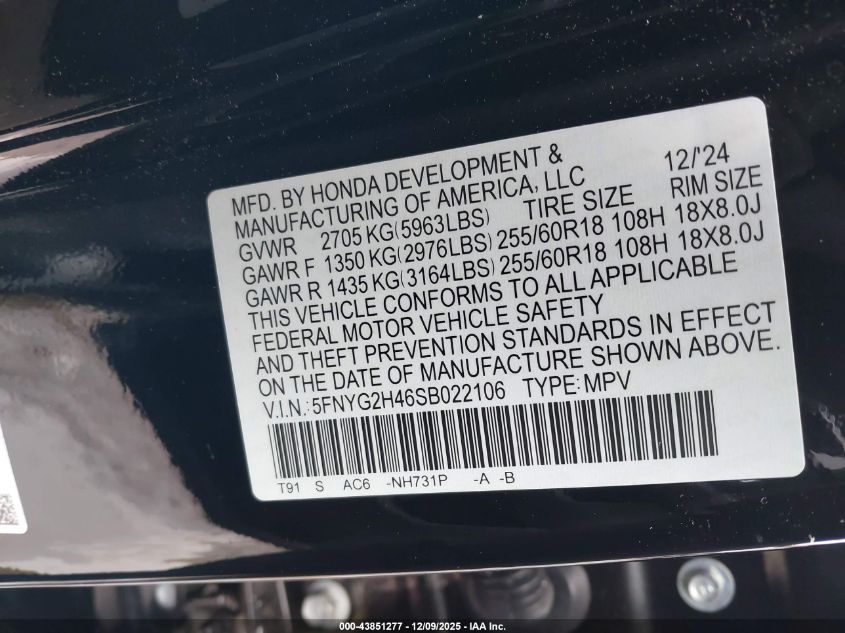 MFD. BY HONDA DEVELOPMENT & 12/'24
MANUFACTURING OF AMERICA, LLC
GVWR 2705 KG(5963LBS) TIRE SIZE RIM SIZE
GAWR F 1350 KG(2976LBS) 255/60R18 108H 18X8.0J
GAWR R 1435 KG(3164LBS) 255/60R18 108H 18X8.0J
THIS VEHICLE CONFORMS TO ALL APPLICABLE
FEDERAL MOTOR VEHICLE SAFETY
AND THEFT PREVENTION STANDARDS IN EFFECT
ON THE DATE OF MANUFACTURE SHOWN ABOVE.
V.I.N.:5FNYG2H46SB022106 TYPE: MPV
T91 S AC6 -NH731P -A -B
000-43851277 - 12/09/2025 - IAA Inc.